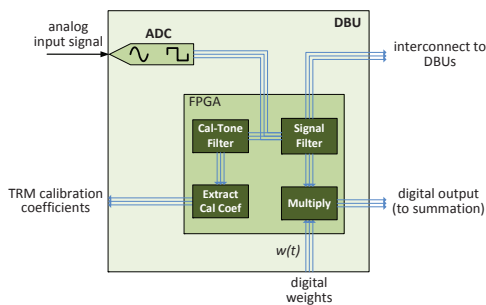 analog
input signal
ADC
DBU
interconnect to
DBUs
FPGA
Cal-Tone
Filter
Signal
Filter
TRM calibration
coefficients
Extract
Cal Coef
Multiply
digital output
(to summation)
w(t)
digital
weights